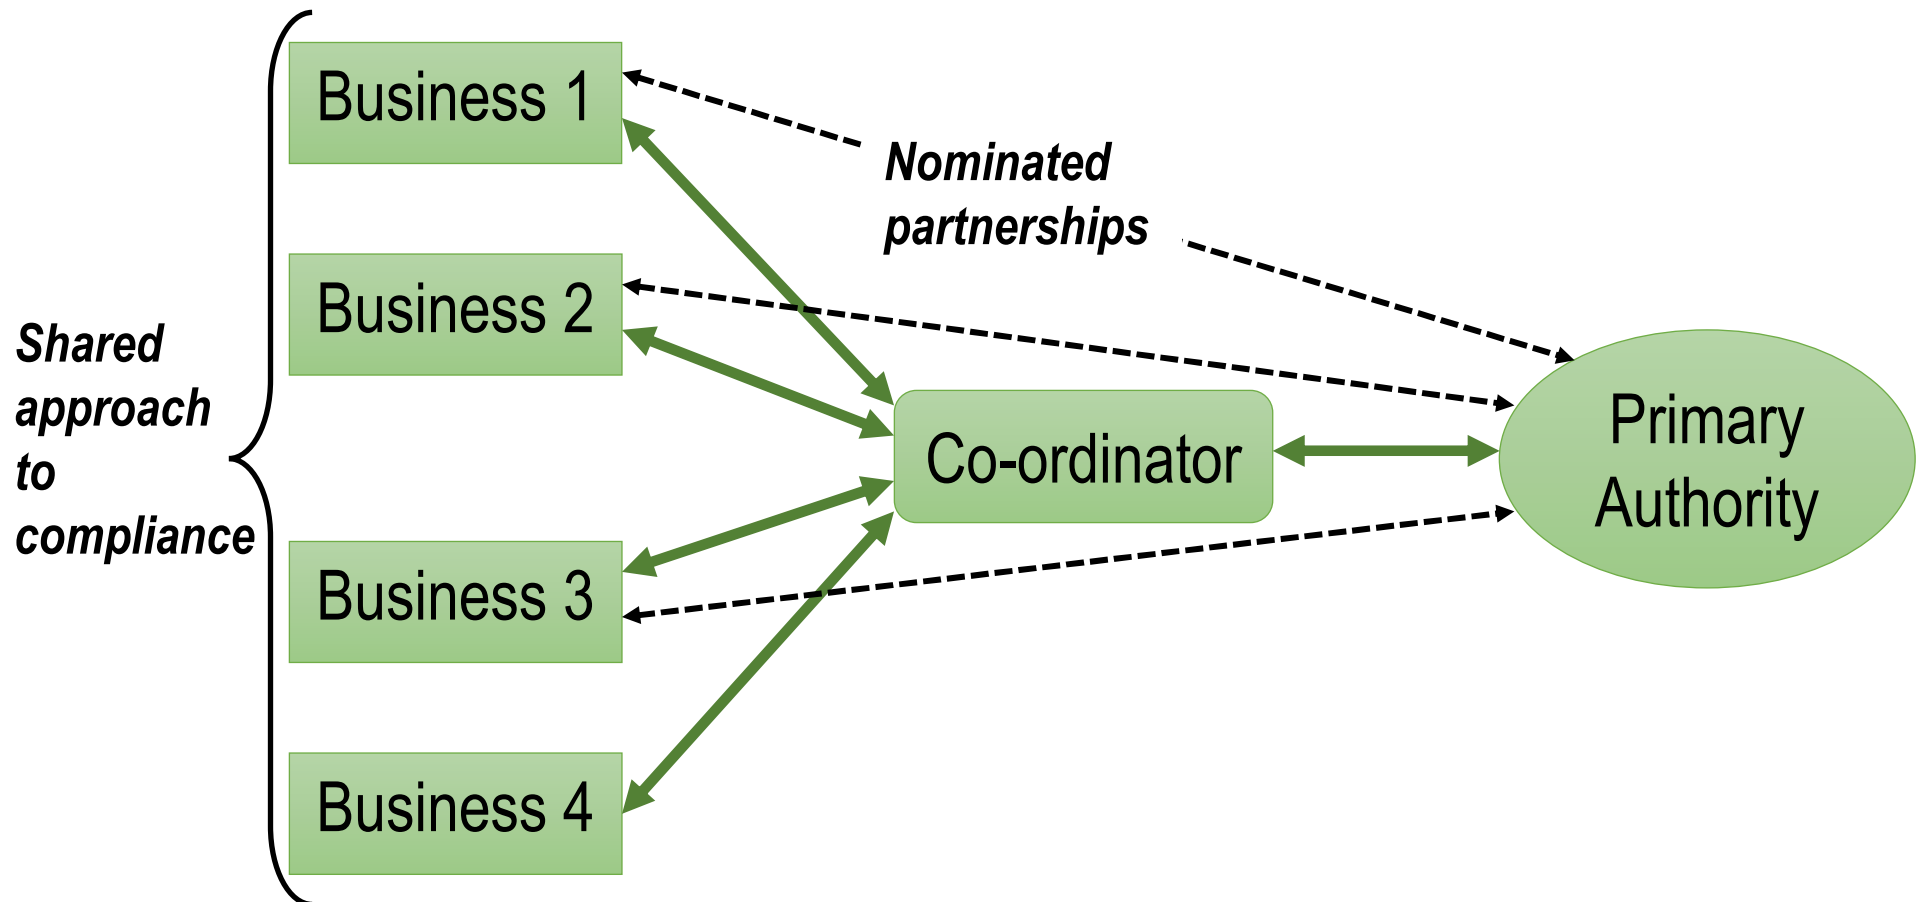 Shared
approach
to
compliance
Business 1
Business 2
Business 3
Business 4
Nominated
partnerships
Co-ordinator
Primary
Authority